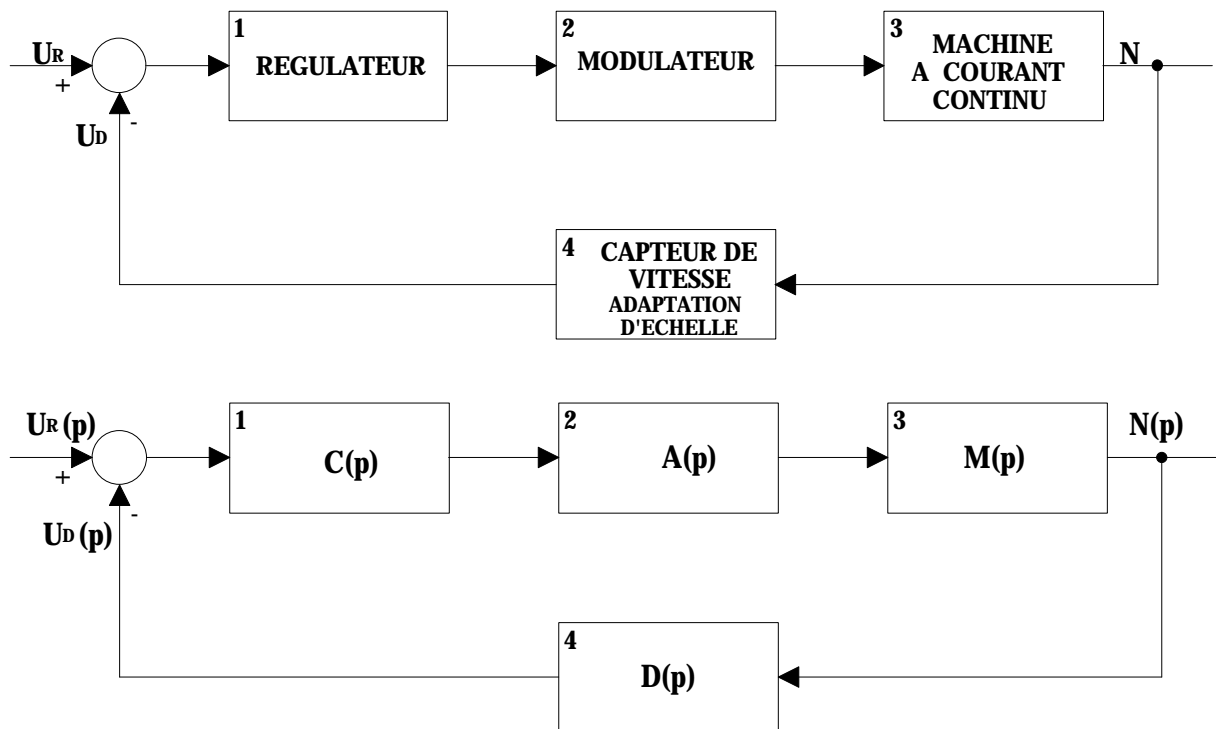 1
RÉGULATEUR
2
MODULATEUR
3
MACHINE
A COURANT
CONTINU
UR
+
N
UD
-
4
CAPTEUR DE
VITESSE
ADAPTATION
D'ECHELLE
1
C(p)
2
A(p)
3
M(p)
UR(p)
+
N(p)
UD(p)
-
4
D(p)